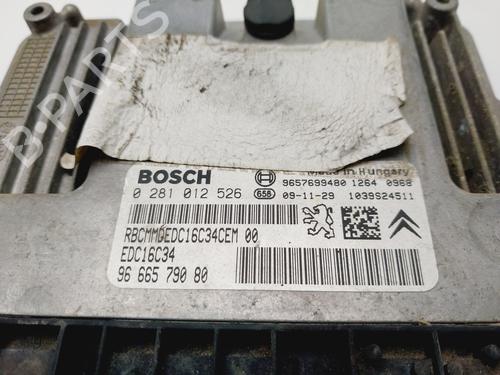 B-PARTS
Made in Hungary
BOSCH 9657699480 1264 0968
0 281 012 526 658 09-11-29 1039924511
RBCMMDEDC16C34CEM 00
EDC16C34
96 665 790 80